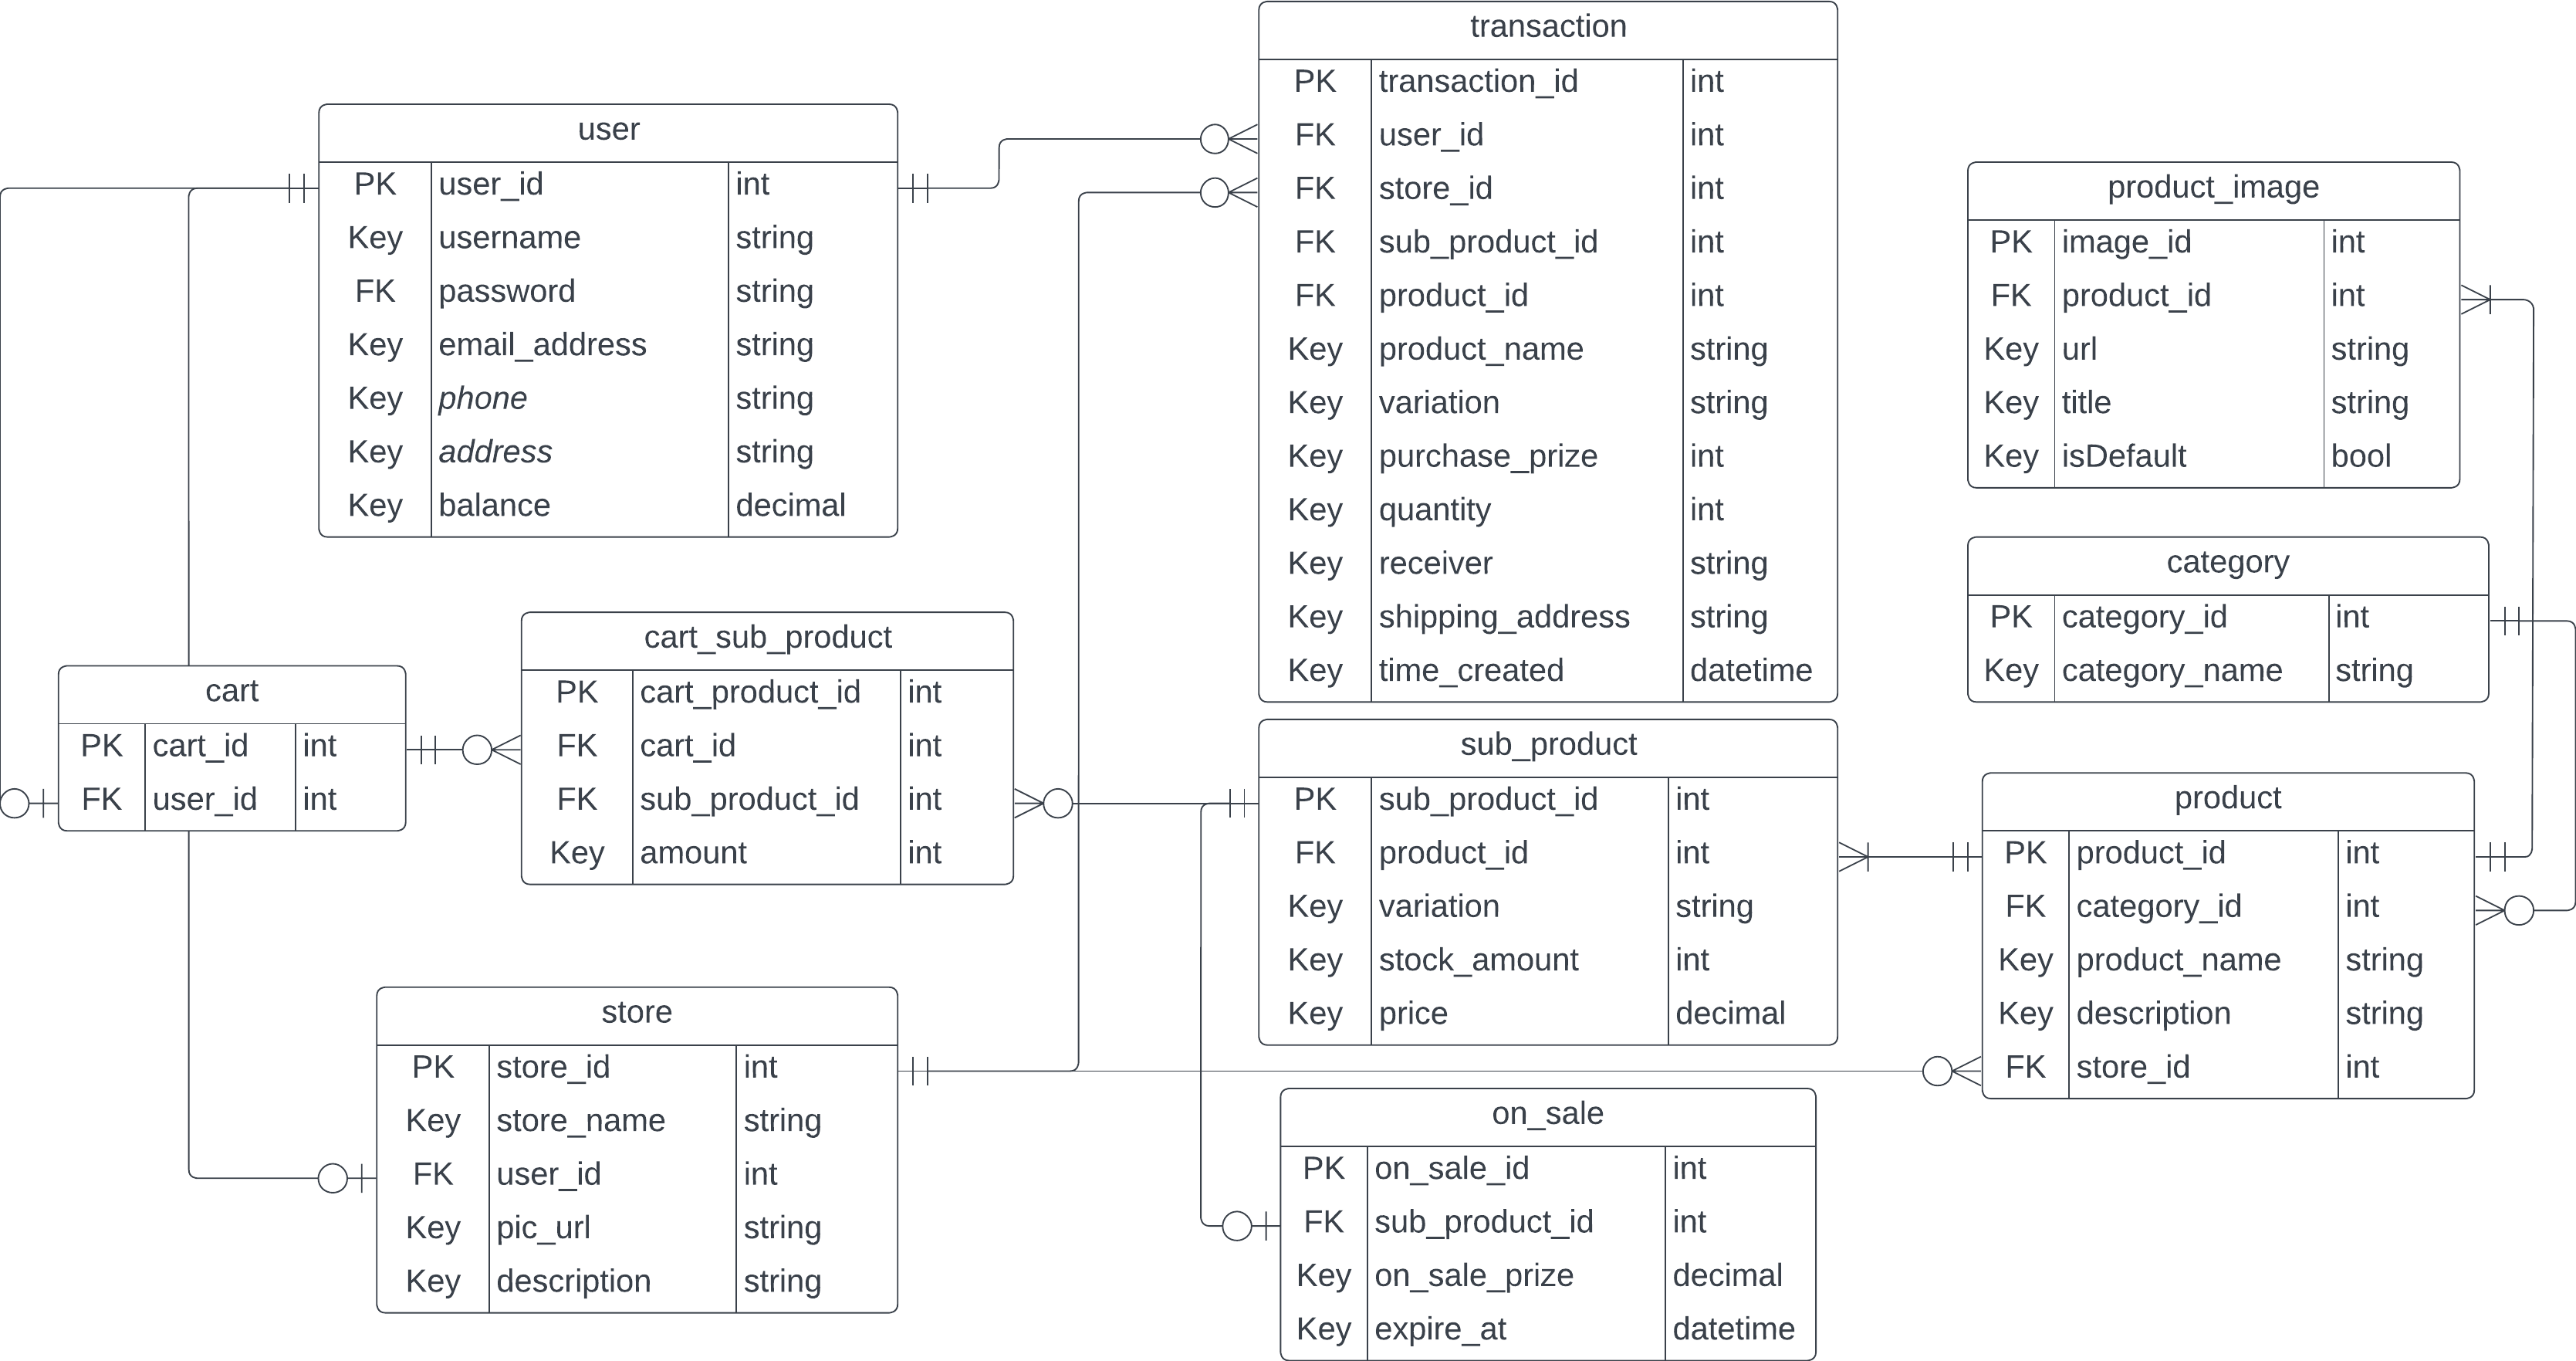 user
PK user_id int
Key username string
FK password string
Key email_address string
Key phone string
Key address string
Key balance decimal
transaction
PK transaction_id int
FK user_id int
FK store_id int
FK sub_product_id int
FK product_id int
Key product_name string
Key variation string
Key purchase_prize int
Key quantity int
Key receiver string
Key shipping_address string
Key time_created datetime
product_image
PK image_id int
FK product_id int
Key url string
Key title string
Key isDefault bool
category
PK category_id int
Key category_name string
cart
PK cart_id int
FK user_id int
cart_sub_product
PK cart_product_id int
FK cart_id int
FK sub_product_id int
Key amount int
sub_product
PK sub_product_id int
FK product_id int
Key variation string
Key stock_amount int
Key price decimal
product
PK product_id int
FK category_id int
Key product_name string
Key description string
FK store_id int
store
PK store_id int
Key store_name string
FK user_id int
Key pic_url string
Key description string
on_sale
PK on_sale_id int
FK sub_product_id int
Key on_sale_prize decimal
Key expire_at datetime